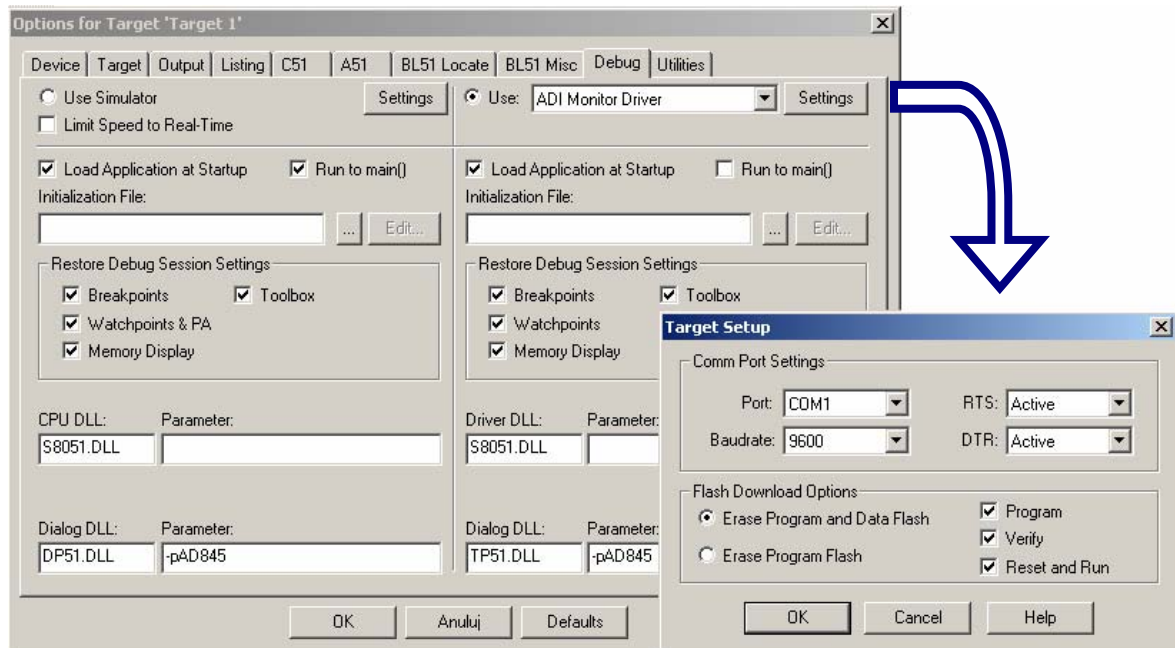 Options for Target 'Target 1'
Device Target Output Listing C51 A51 BL51 Locate BL51 Misc Debug Utilities
Use Simulator Settings
Limit Speed to Real-Time
Use: ADI Monitor Driver Settings
Load Application at Startup Run to main()
Initialization File:
... Edit...
Load Application at Startup Run to main()
Initialization File:
... Edit...
Restore Debug Session Settings
Breakpoints Toolbox
Watchpoints & PA
Memory Display
Restore Debug Session Settings
Breakpoints Toolbox
Watchpoints
Memory Display
CPU DLL: Parameter:
S8051.DLL
Driver DLL: Parameter:
S8051.DLL
Dialog DLL: Parameter:
DP51.DLL -pAD845
Dialog DLL: Parameter:
TP51.DLL -pAD845
OK Anuluj Defaults
Target Setup
Comm Port Settings
Port: COM1 RTS: Active
Baudrate: 9600 DTR: Active
Flash Download Options
Erase Program and Data Flash
Erase Program Flash
Program
Verify
Reset and Run
OK Cancel Help